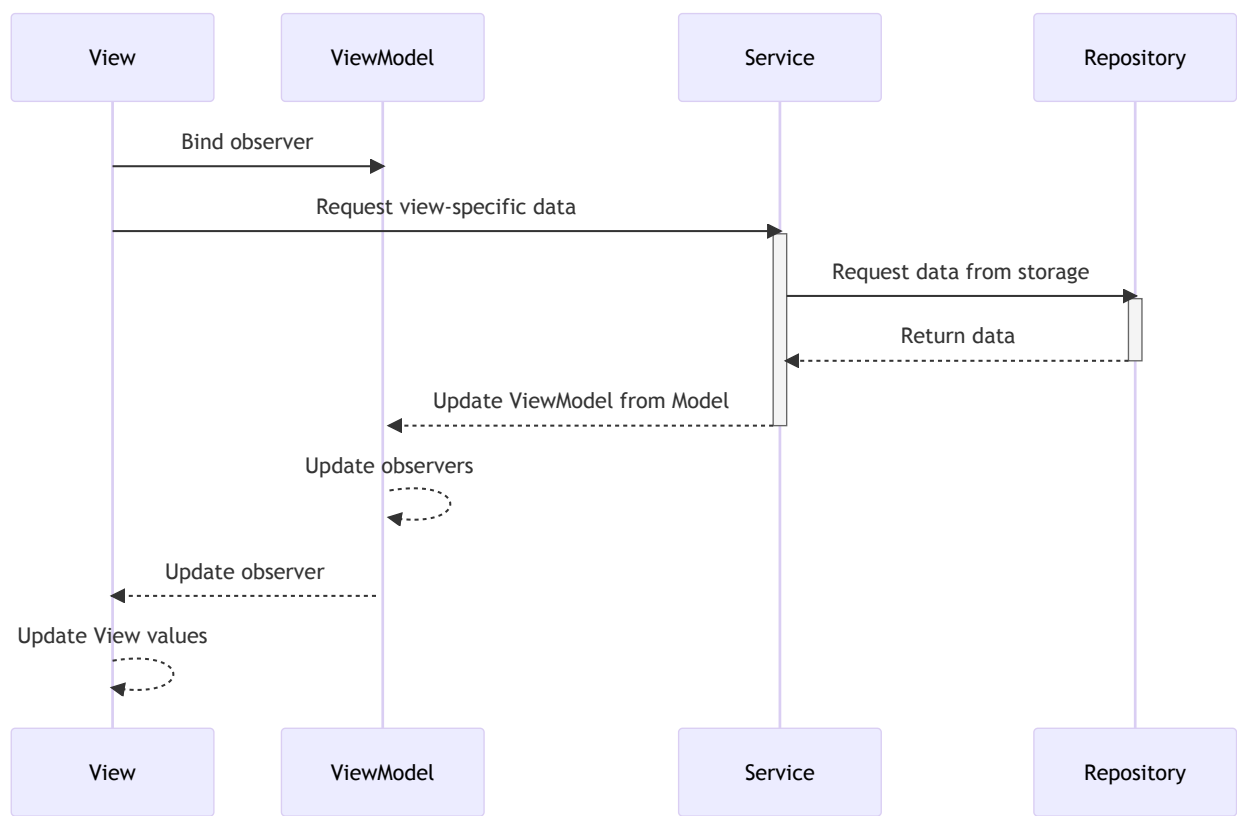 View
ViewModel
Service
Repository
Bind observer
Request view-specific data
Request data from storage
Return data
Update ViewModel from Model
Update observers
Update observer
Update View values
View
ViewModel
Service
Repository